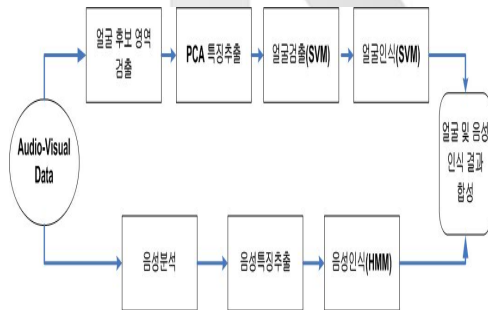 얼굴 후보 영역
검출
PCA 특징추출
얼굴검출(SVM)
얼굴인식(SVM)
Audio-Visual
Data
얼굴 및 음성
인식 결과
합성
음성분석
음성특징추출
음성인식(HMM)